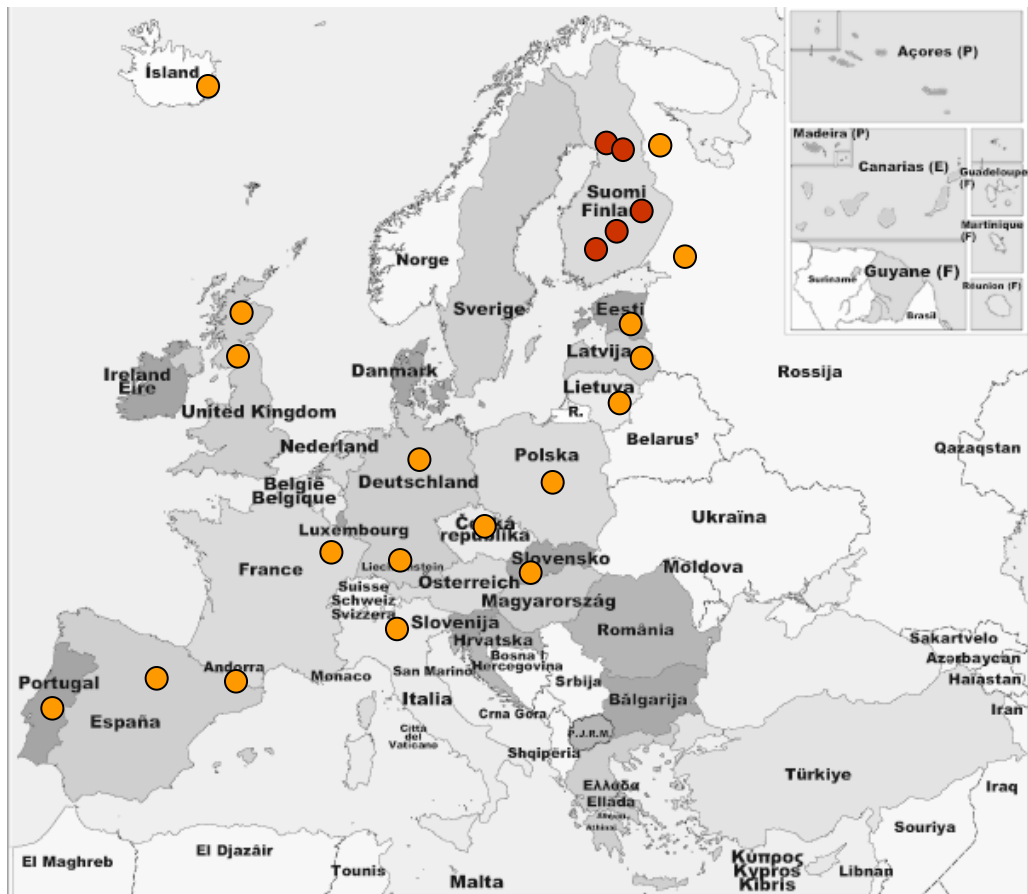 Ísland
Açores (P)
Madeira (P)
Canarias (E)
Guadeloupe
(F)
Martinique
(F)
Guyane (F)
Suriname
Réunion (F)
Brasil
Suomi
Finland
Norge
Sverige
Eesti
Latvija
Lietuva
R.
Danmark
Ireland
Éire
United Kingdom
Rossija
Belarus’
Qazaqstan
Nederland
België
Belgique
Deutschland
Polska
Ukraïna
Luxembourg
Česká
republika
Slovensko
Moldova
France
Liechtenstein
Österreich
Suisse
Schweiz
Svizzera
Magyarország
Slovenija
Hrvatska
România
Bosna I
Hercegovina
Sakartvelo
Azərbaycan
Haïastan
Iran
Portugal
Andorra
Monaco
San Marino
Srbija
Bålgarija
España
Italia
Crna Gora
P.J.R.M.
Città
del
Vaticano
Shqipëria
Türkiye
Iraq
Ελλάδα
Ellada
Athinai
El Maghreb
El Djazâir
Tounis
Malta
Souriya
Κύπρος
Kypros
Kibris
Libnan